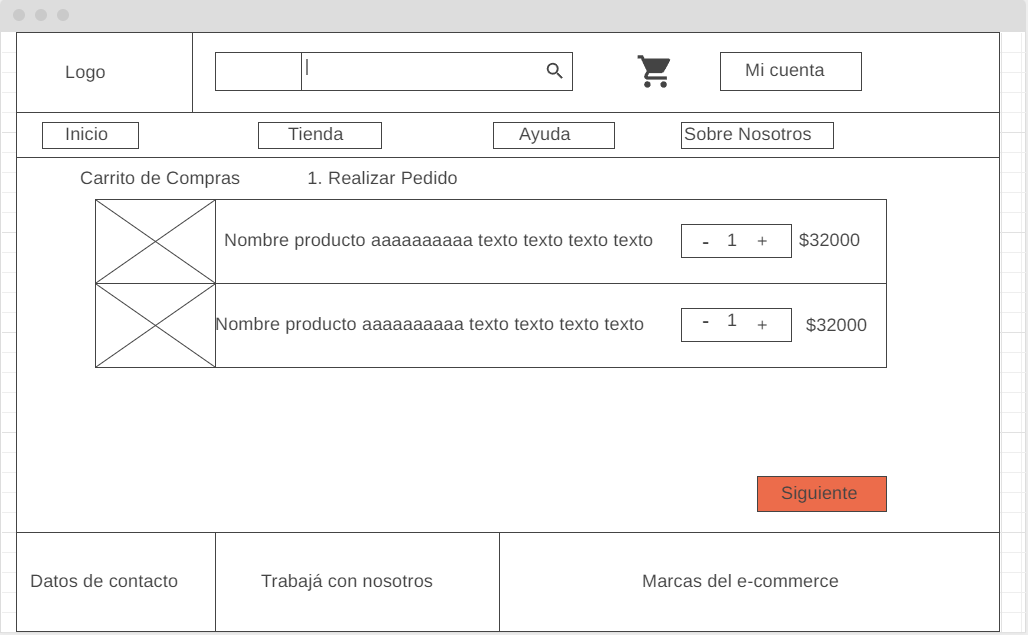 Logo
Mi cuenta
Inicio
Tienda
Ayuda
Sobre Nosotros
Carrito de Compras
1. Realizar Pedido
Nombre producto aaaaaaaaaa texto texto texto texto
- 1 +
$32000
Nombre producto aaaaaaaaaa texto texto texto texto
- 1 +
$32000
Siguiente
Datos de contacto
Trabajá con nosotros
Marcas del e-commerce